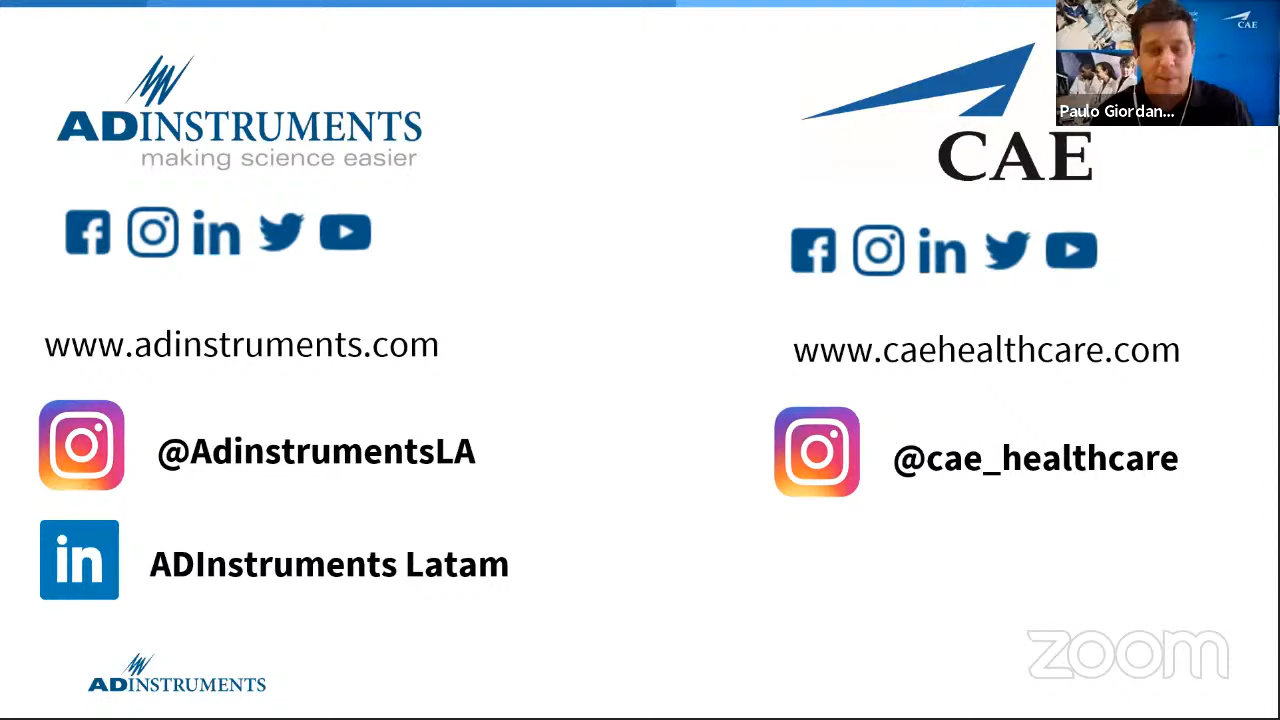 ADINSTRUMENTS
making science easier
www.adinstruments.com
@AdinstrumentsLA
ADInstruments Latam
ADINSTRUMENTS
CAE
www.caehealthcare.com
@cae_healthcare
CAE
Paulo Giordan...
zoom